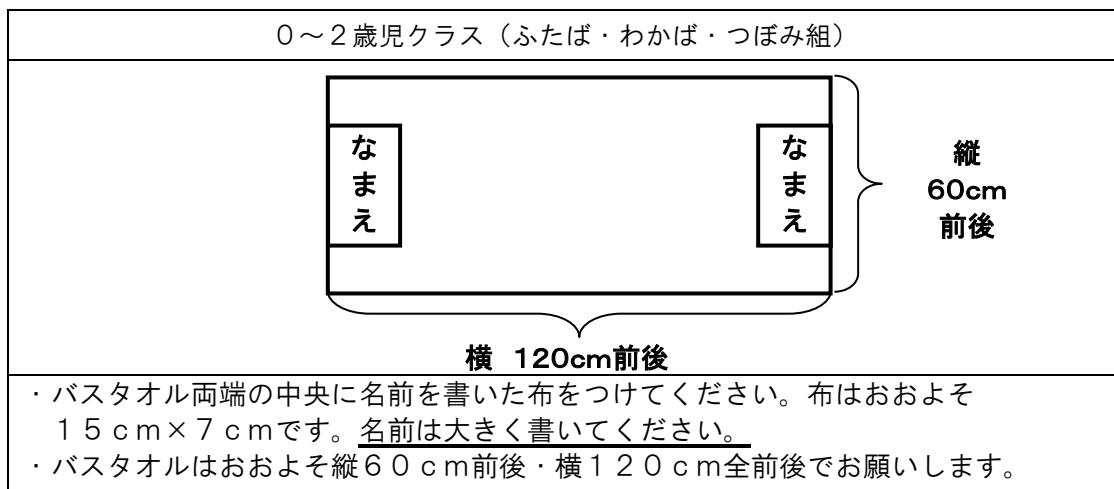 ０～２歳児クラス（ふたば・わかば・つぼみ組）
なまえ
なまえ
縦
60cm
前後
横　120cm前後
・バスタオル両端の中央に名前を書いた布をつけてください。布はおおよそ
１５ｃｍ×７ｃｍです。名前は大きく書いてください。
・バスタオルはおおよそ縦６０ｃｍ前後・横１２０ｃｍ全前後でお願いします。